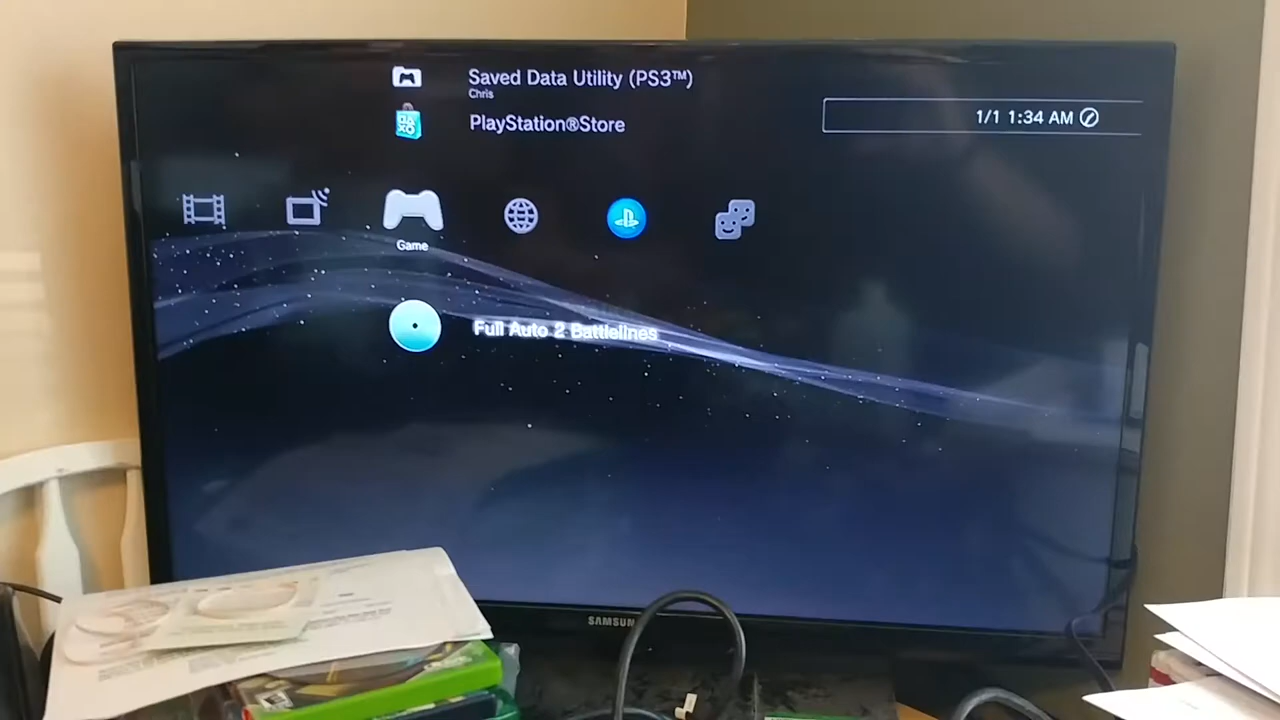 Saved Data Utility (PS3™)
Chris
PlayStation®Store
1/1 1:34 AM
Game
Full Auto 2 Battlelines
SAMSUNG